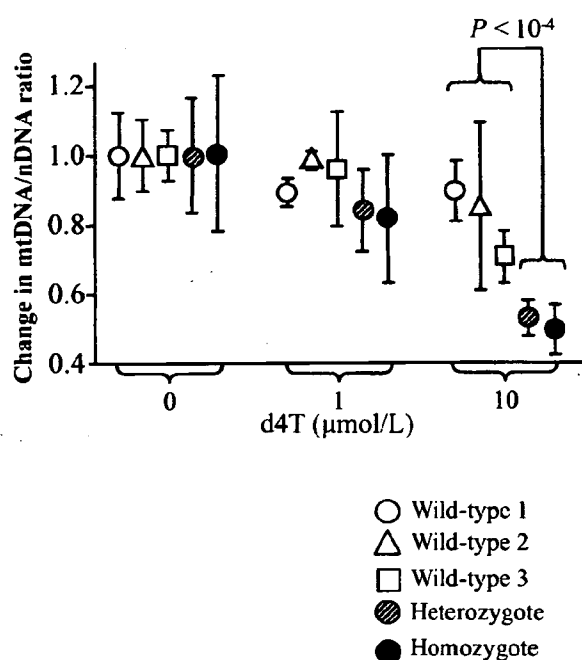 P < 10-4
Change in mtDNA/nDNA ratio
1.2
1.0
0.8
0.6
0.4
0
1
10
d4T (μmol/L)
Wild-type 1
Wild-type 2
Wild-type 3
Heterozygote
Homozygote